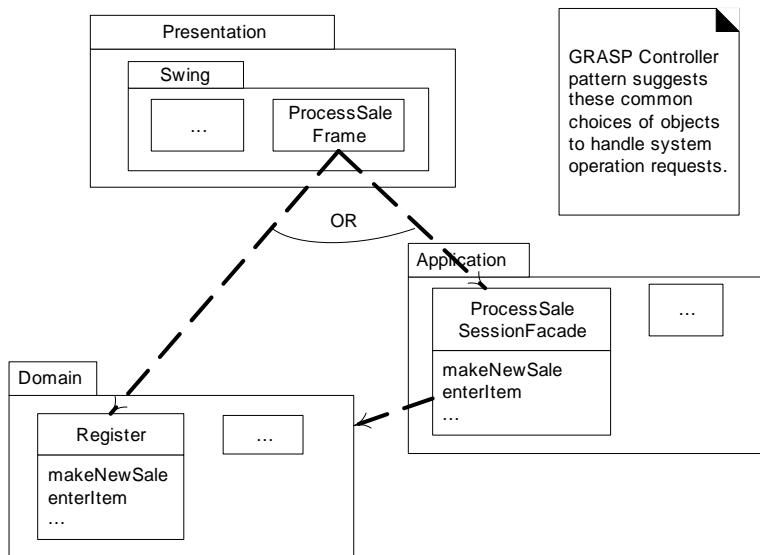 Presentation
Swing
...
ProcessSale
Frame
GRASP Controller
pattern suggests
these common
choices of objects
to handle system
operation requests.
OR
Application
ProcessSale
SessionFacade
makeNewSale
enterItem
...
...
Domain
Register
makeNewSale
enterItem
...
...